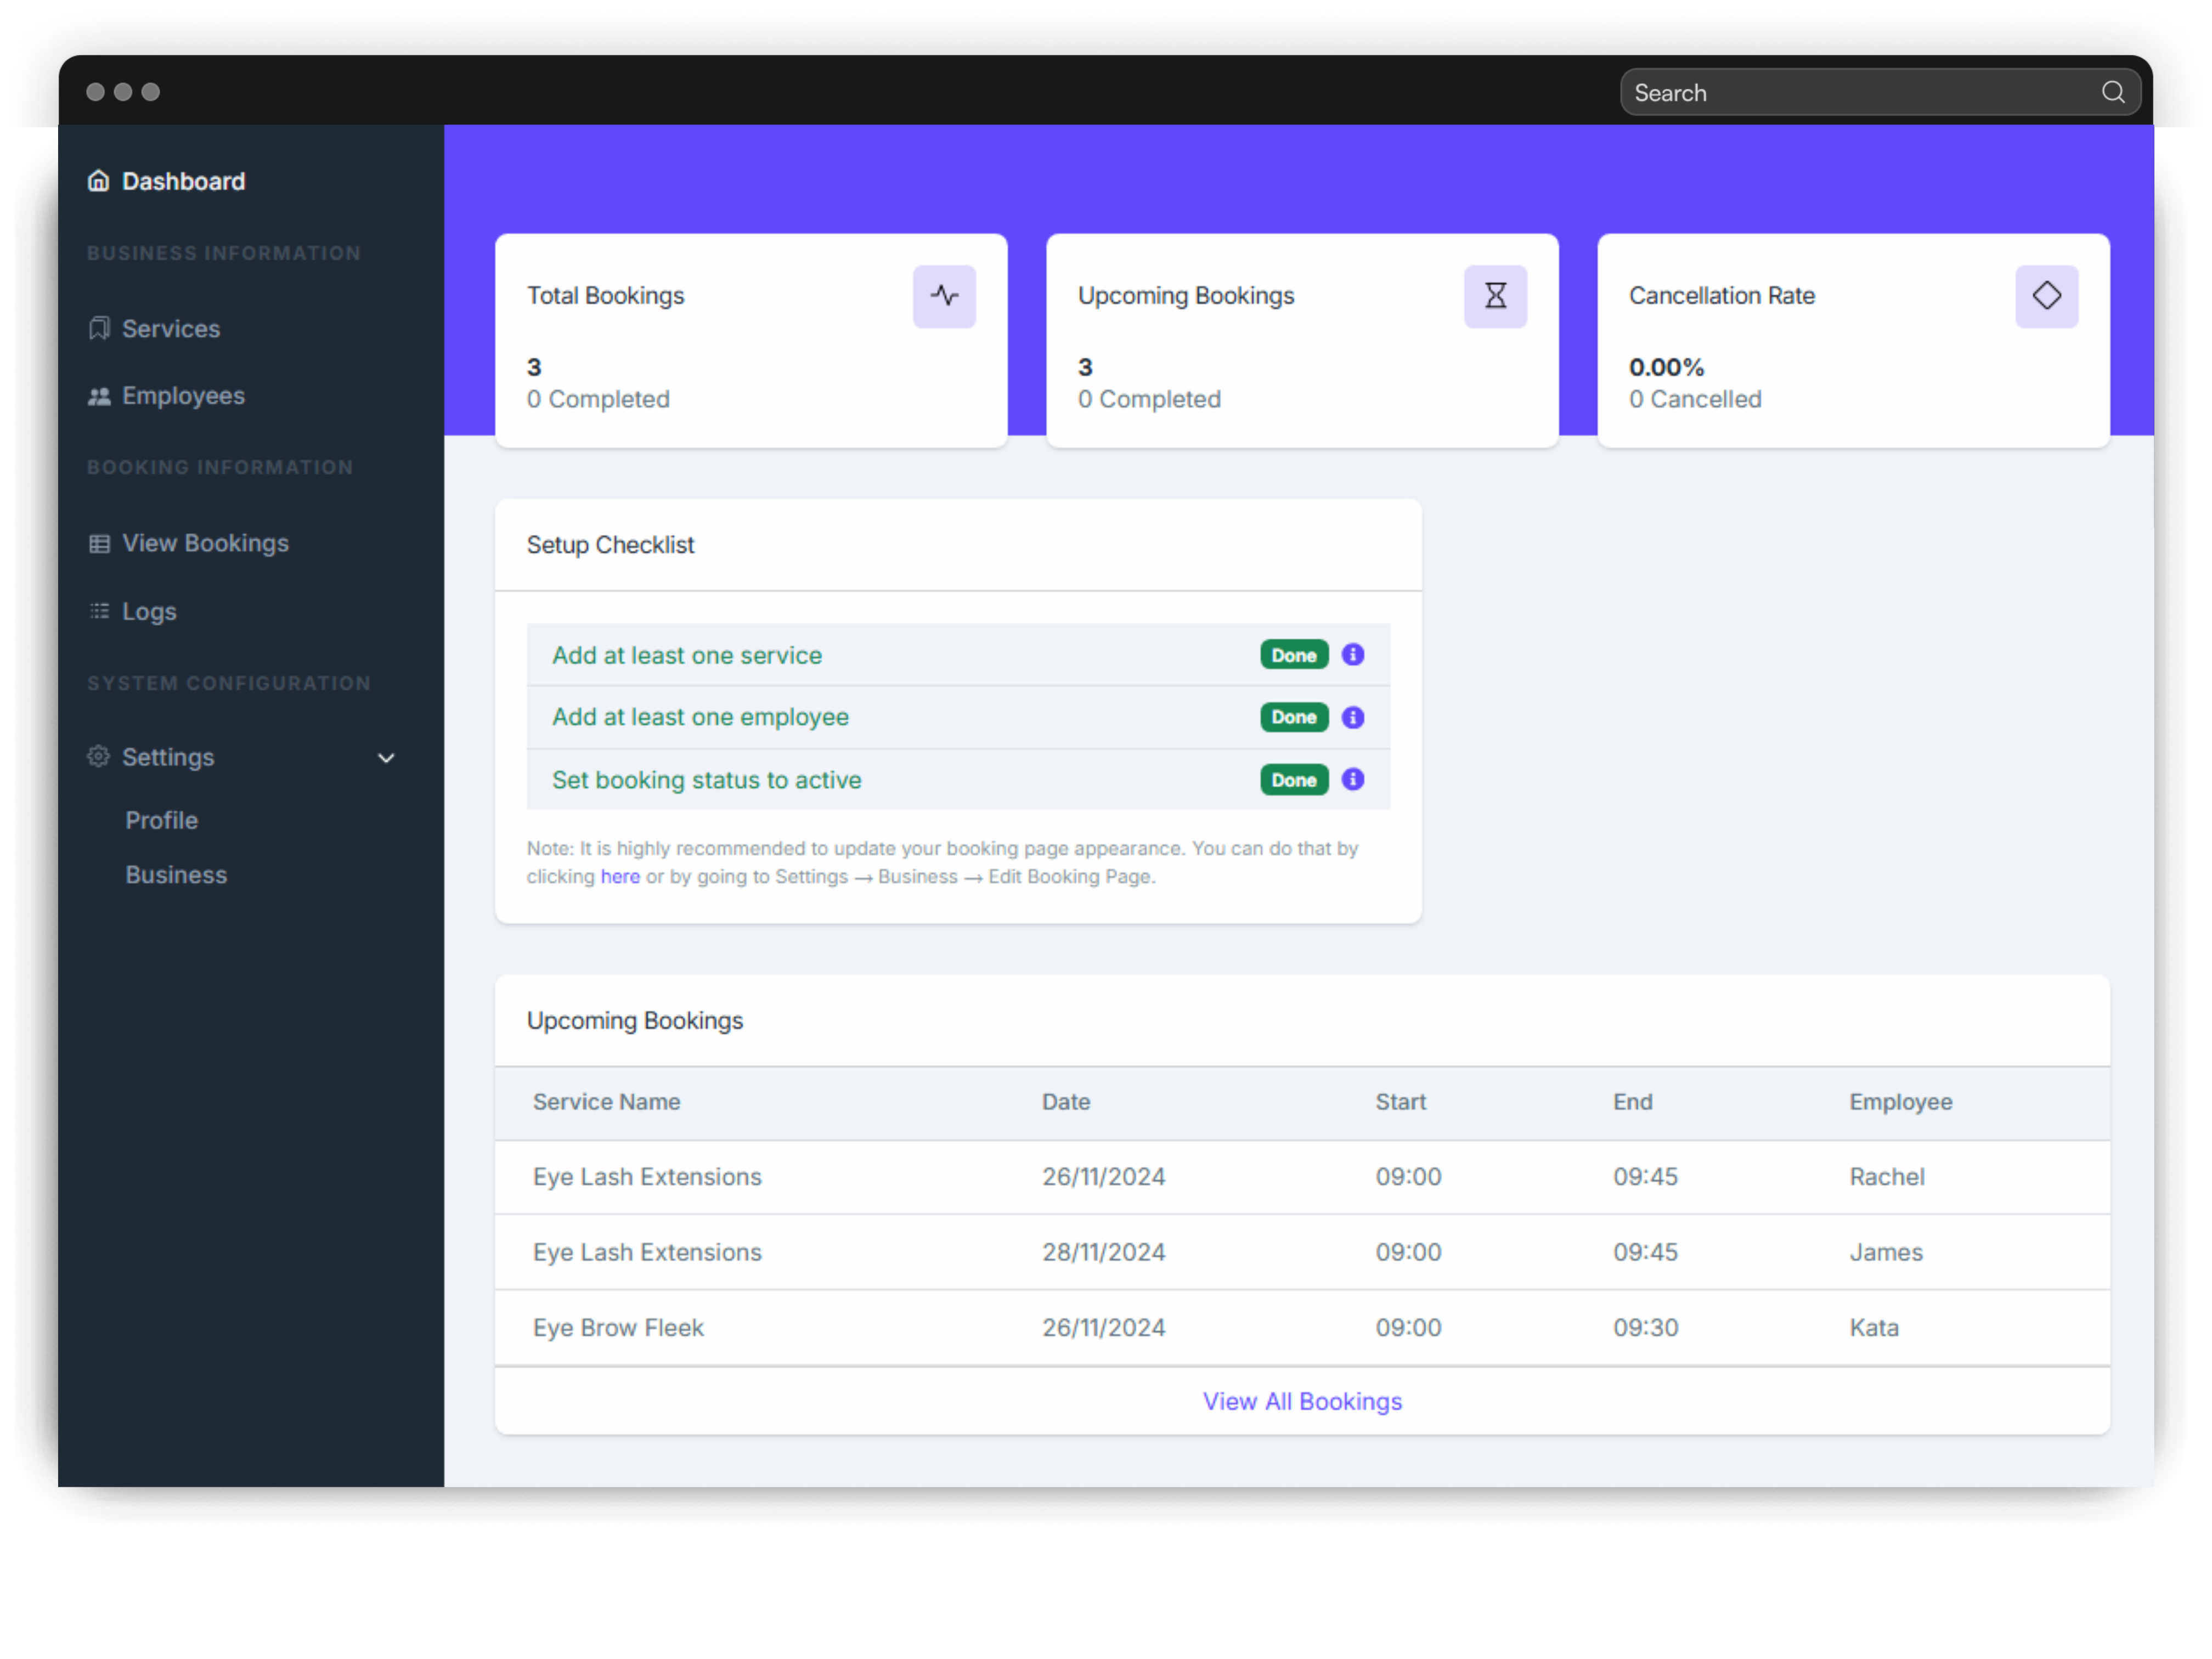 Search
Dashboard
BUSINESS INFORMATION
Services
Employees
BOOKING INFORMATION
View Bookings
Logs
SYSTEM CONFIGURATION
Settings
Profile
Business
Total Bookings
3
0 Completed
Upcoming Bookings
3
0 Completed
Cancellation Rate
0.00%
0 Cancelled
Setup Checklist
Add at least one service Done
Add at least one employee Done
Set booking status to active Done
Note: It is highly recommended to update your booking page appearance. You can do that by
clicking here or by going to Settings → Business → Edit Booking Page.
Upcoming Bookings
Service Name Date Start End Employee
Eye Lash Extensions 26/11/2024 09:00 09:45 Rachel
Eye Lash Extensions 28/11/2024 09:00 09:45 James
Eye Brow Fleek 26/11/2024 09:00 09:30 Kata
View All Bookings